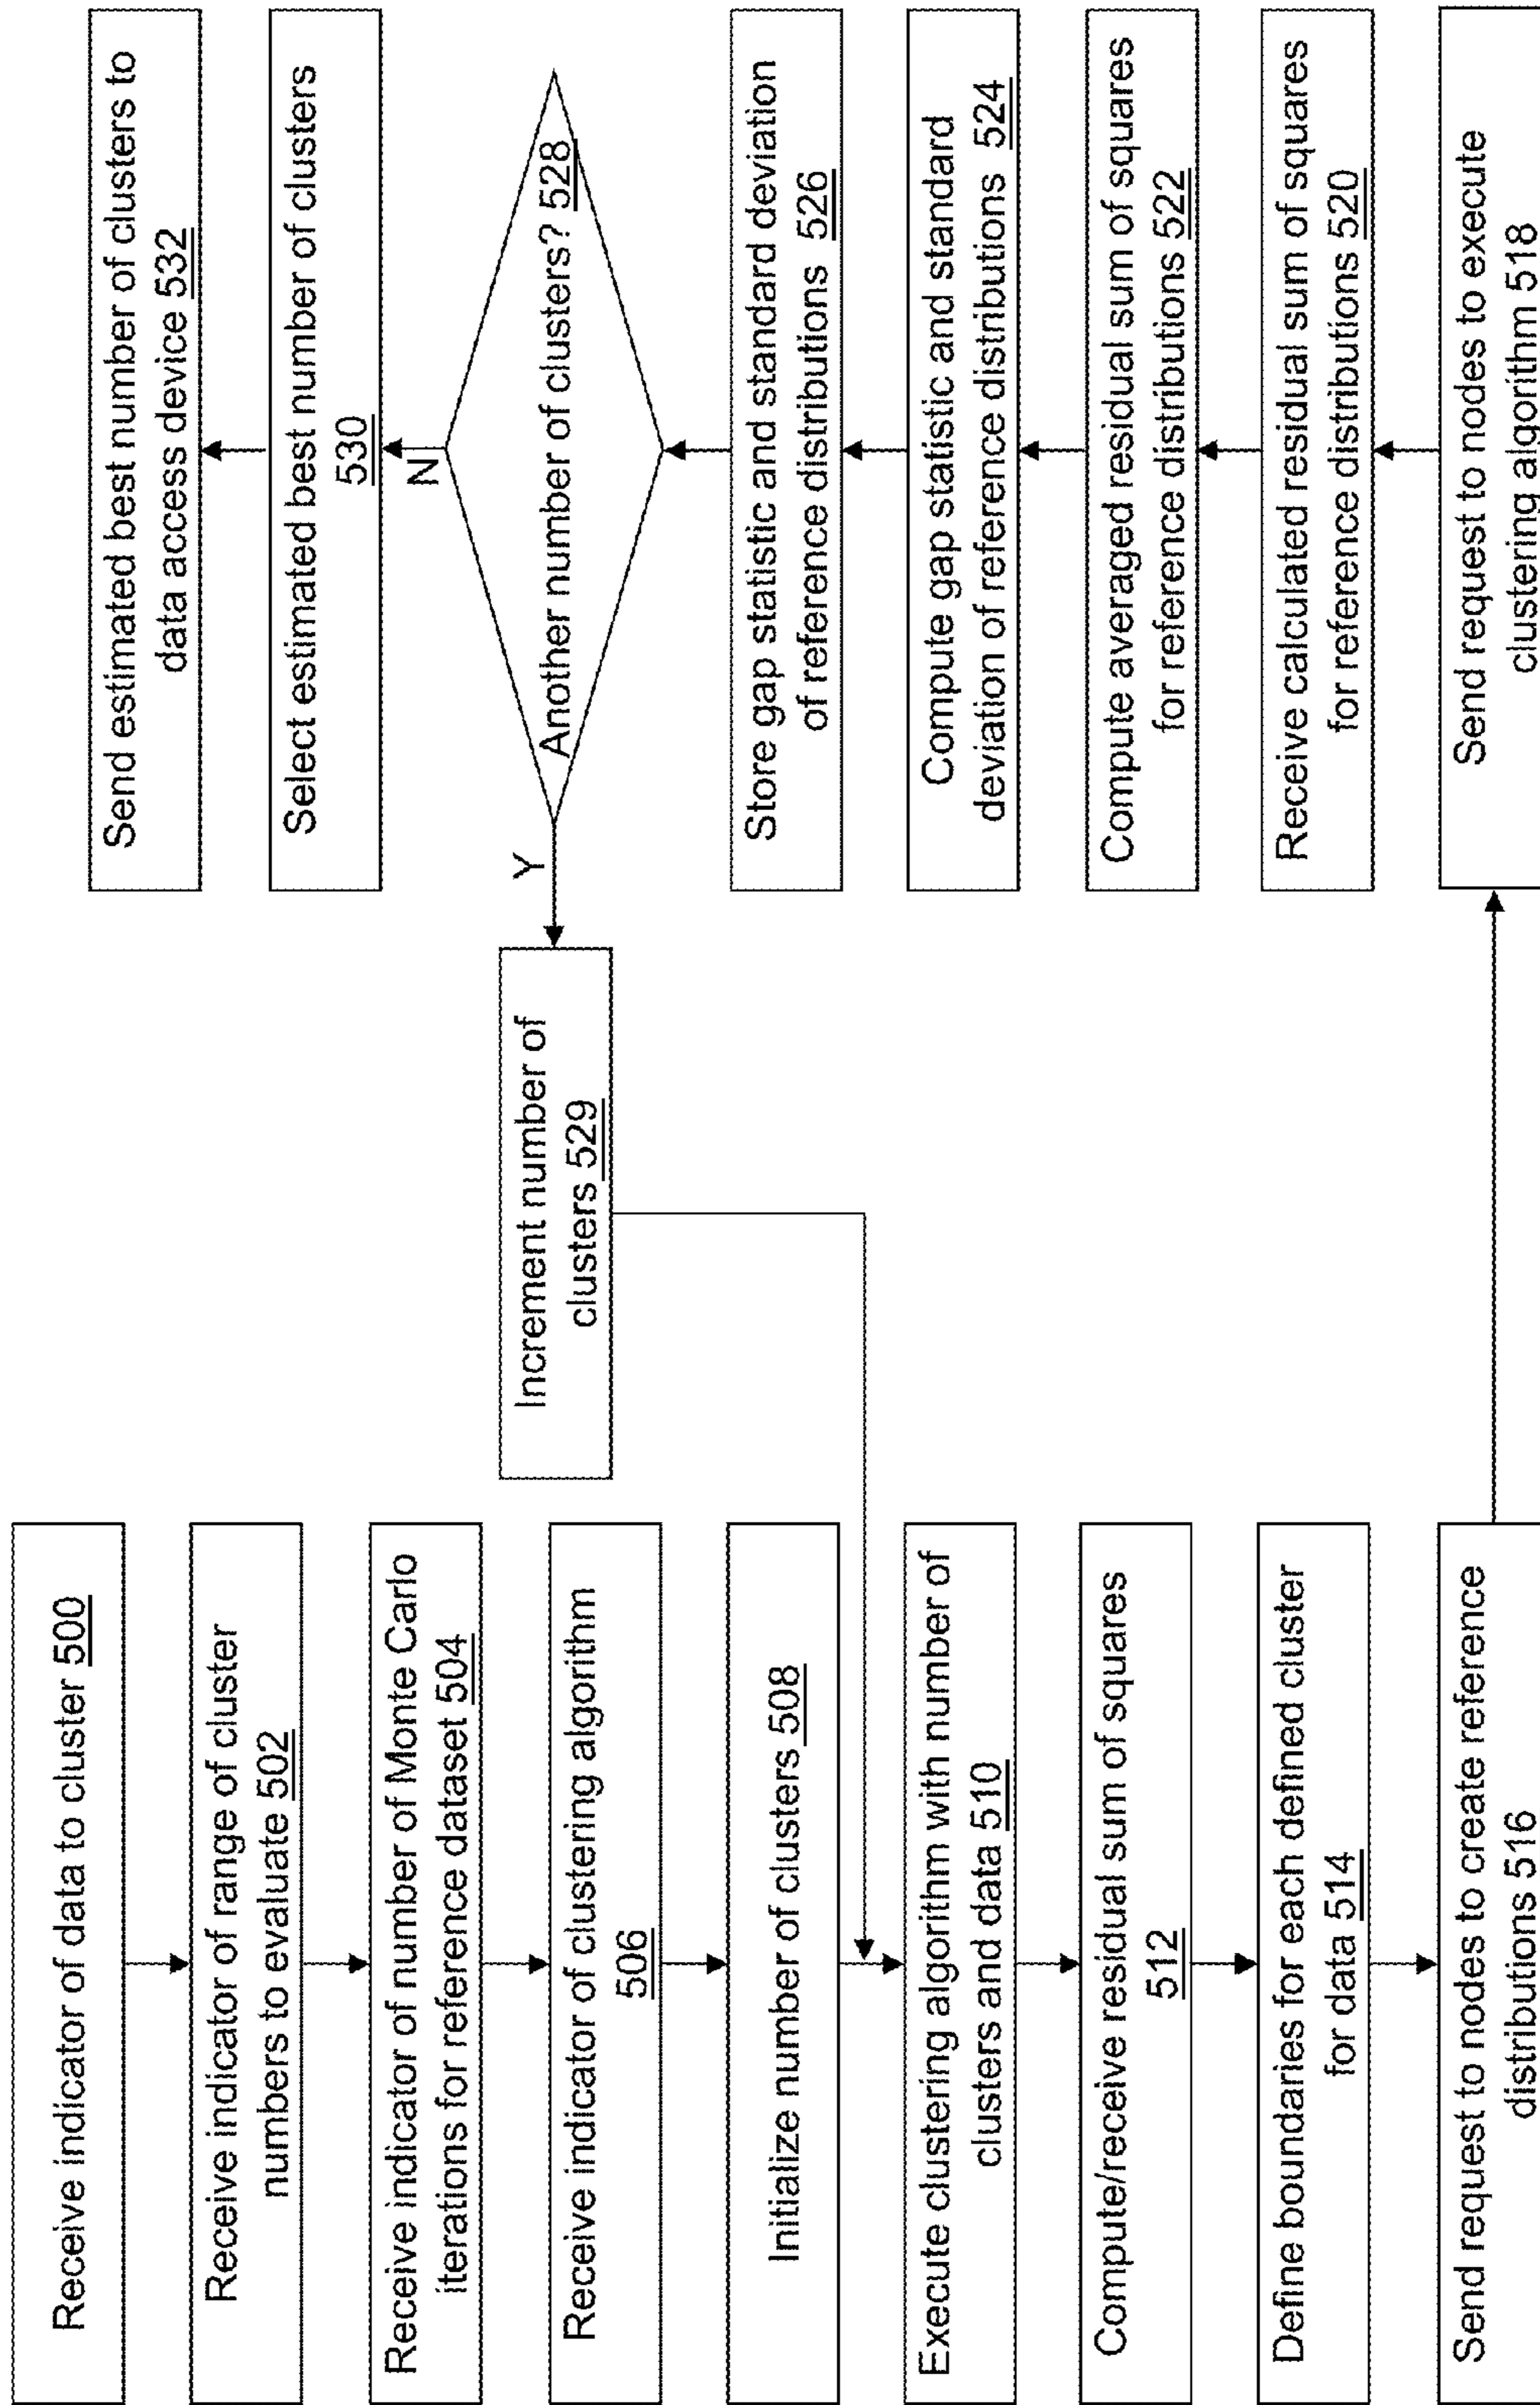 Receive indicator of data to cluster 500
Receive indicator of range of cluster
numbers to evaluate 502
Receive indicator of number of Monte Carlo
iterations for reference dataset 504
Receive indicator of clustering algorithm
506
Initialize number of clusters 508
Execute clustering algorithm with number of
clusters and data 510
Compute/receive residual sum of squares
512
Define boundaries for each defined cluster
for data 514
Send request to nodes to create reference
distributions 516
Send request to nodes to execute
clustering algorithm 518
Receive calculated residual sum of squares
for reference distributions 520
Compute averaged residual sum of squares
for reference distributions 522
Compute gap statistic and standard
deviation of reference distributions 524
Store gap statistic and standard deviation
of reference distributions 526
Another number of clusters? 528
Y
Increment number of
clusters 529
N
Select estimated best number of clusters
530
Send estimated best number of clusters to
data access device 532